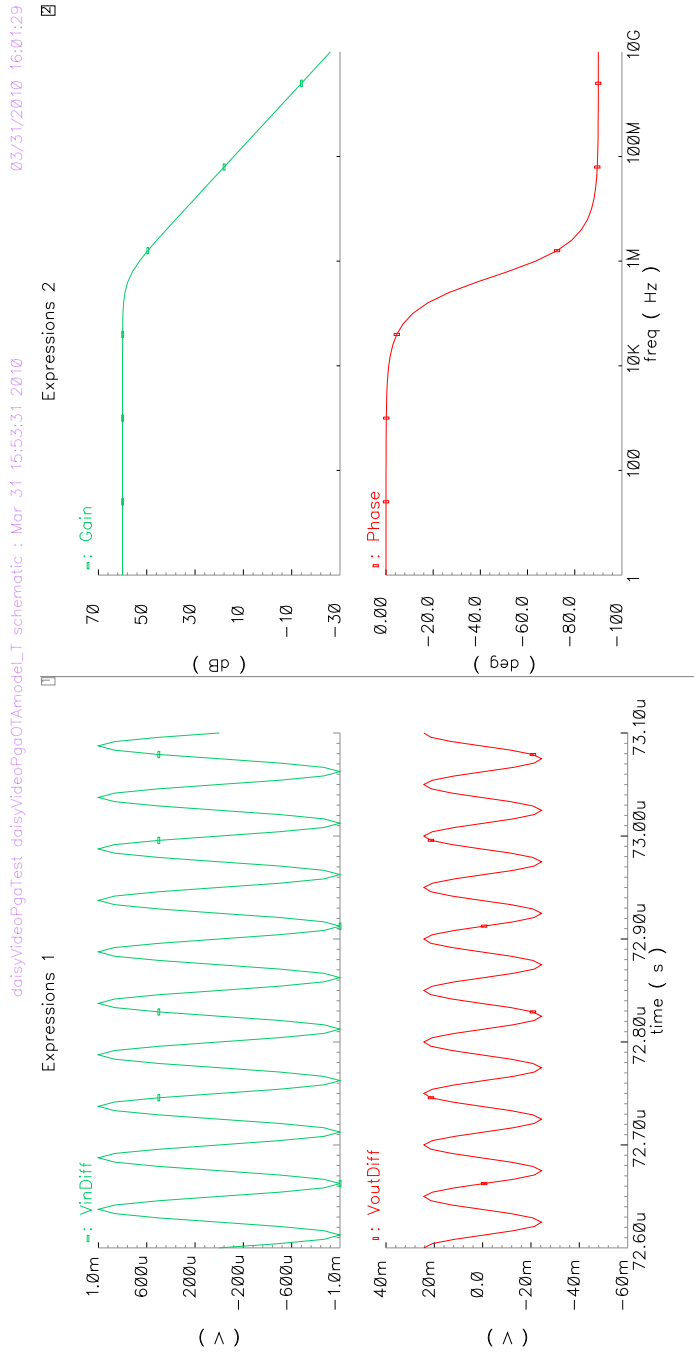 daisyVideoPgaTest daisyVideoPgaOTAmodel_T schematic : Mar 31 15:53:31 2010 03/31/2010 16:01:29
Expressions 1
1
: VinDiff
1.0m
600u
200u
-200u
-600u
-1.0m
( V )
: VoutDiff
40m
20m
0.0
-20m
-40m
-60m
( V )
72.60u 72.70u 72.80u 72.90u 73.00u 73.10u
time ( s )
Expressions 2
2
: Gain
70
50
30
10
-10
-30
( dB )
: Phase
0.00
-20.0
-40.0
-60.0
-80.0
-100
( deg )
1 100 10K 1M 100M 10G
freq ( Hz )